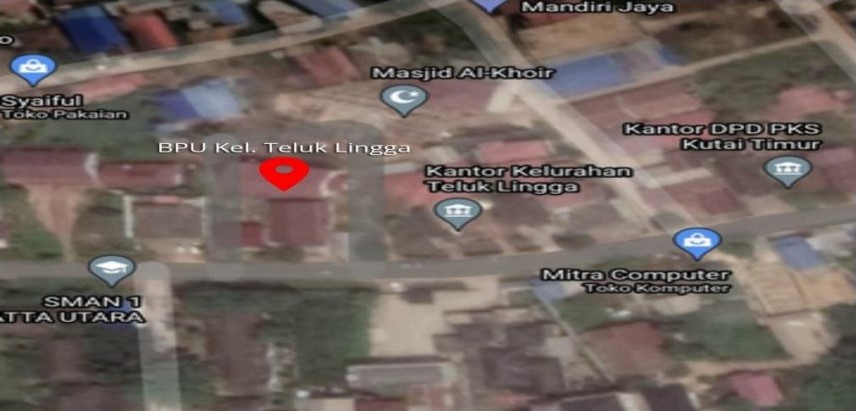 Mandiri Jaya
Masjid Al-Khoir
Syaiful
Toko Pakaian
Kantor DPD PKS
Kutai Timur
BPU Kel. Teluk Lingga
Kantor Kelurahan
Teluk Lingga
Mitra Computer
Toko Komputer
SMAN 1
ATTA UTARA